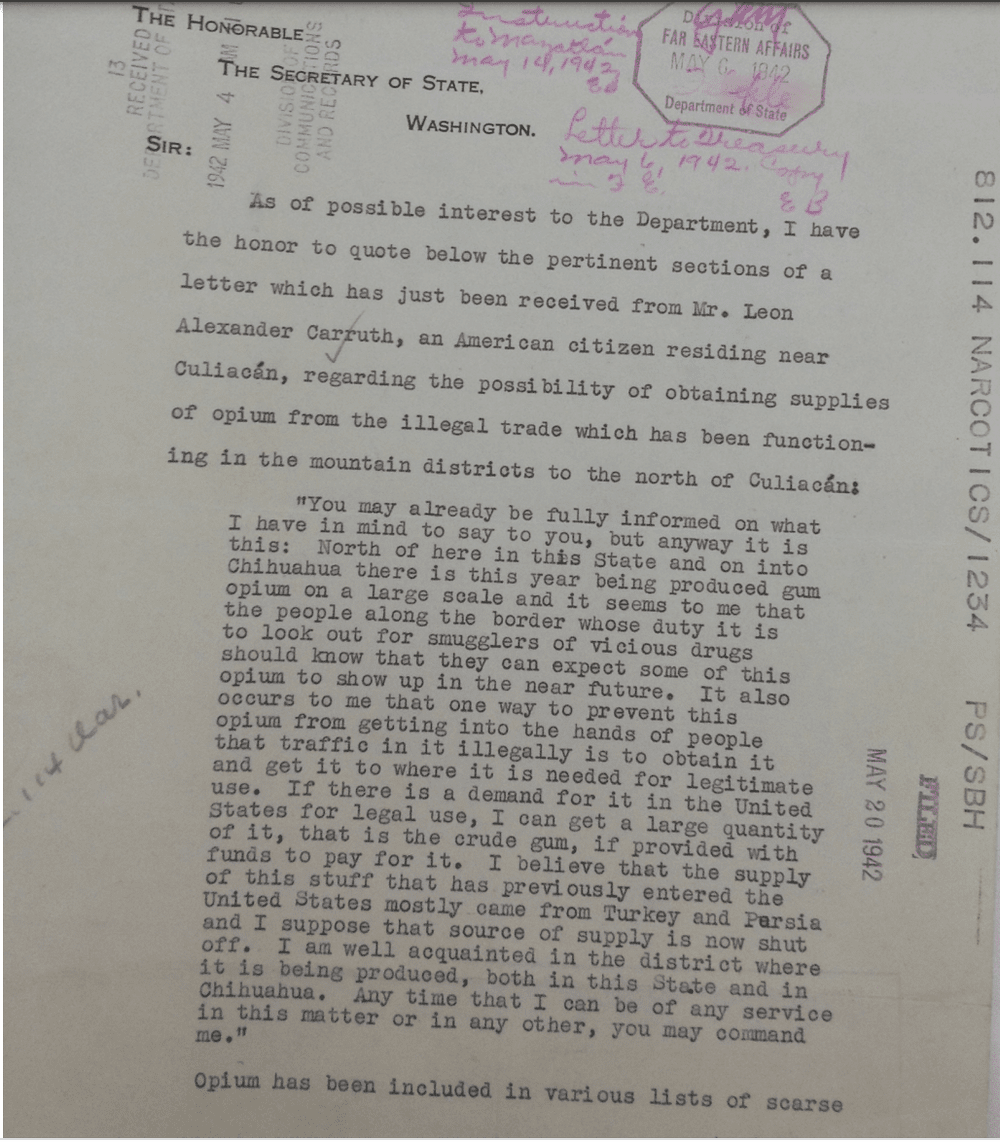 THE HONORABLE
THE SECRETARY OF STATE,
WASHINGTON.
SIR:
13
RECEIVED
DEPARTMENT OF
1942 MAY 4 AM
DIVISION OF
COMMUNICATIONS
AND RECORDS
Instruction
to Mazatlán
May 14, 1942
EB
Division of
FAR EASTERN AFFAIRS
MAY 6 1942
Department of State
Letter to Treasury
May 6, 1942. Copy
in FE.
EB
As of possible interest to the Department, I have
the honor to quote below the pertinent sections of a
letter which has just been received from Mr. Leon
Alexander Carruth, an American citizen residing near
Culiacán, regarding the possibility of obtaining supplies
of opium from the illegal trade which has been function-
ing in the mountain districts to the north of Culiacán:
"You may already be fully informed on what
I have in mind to say to you, but anyway it is
this: North of here in this State and on into
Chihuahua there is this year being produced gum
opium on a large scale and it seems to me that
the people along the border whose duty it is
to look out for smugglers of vicious drugs
should know that they can expect some of this
opium to show up in the near future. It also
occurs to me that one way to prevent this
opium from getting into the hands of people
that traffic in it illegally is to obtain it
and get it to where it is needed for legitimate
use. If there is a demand for it in the United
States for legal use, I can get a large quantity
of it, that is the crude gum, if provided with
funds to pay for it. I believe that the supply
of this stuff that has previously entered the
United States mostly came from Turkey and Persia
and I suppose that source of supply is now shut
off. I am well acquainted in the district where
it is being produced, both in this State and in
Chihuahua. Any time that I can be of any service
in this matter or in any other, you may command
me."
Opium has been included in various lists of scarse
812.114 NARCOTICS/1234 PS/SBH
MAY 20 1942
FILED